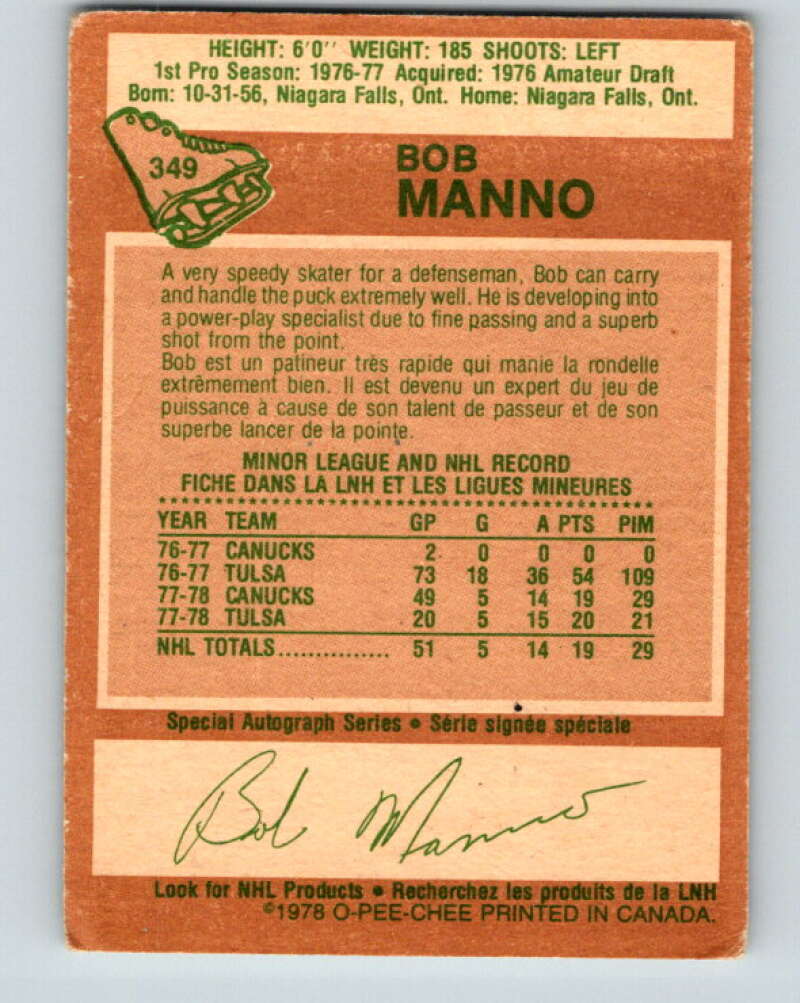 HEIGHT: 6'0'' WEIGHT: 185 SHOOTS: LEFT
1st Pro Season: 1976-77 Acquired: 1976 Amateur Draft
Born: 10-31-56, Niagara Falls, Ont. Home: Niagara Falls, Ont.
349
BOB
MANNO
A very speedy skater for a defenseman, Bob can carry
and handle the puck extremely well. He is developing into
a power-play specialist due to fine passing and a superb
shot from the point.
Bob est un patineur très rapide qui manie la rondelle
extrêmement bien. Il est devenu un expert du jeu de
puissance à cause de son talent de passeur et de son
superbe lancer de la pointe.
MINOR LEAGUE AND NHL RECORD
FICHE DANS LA LNH ET LES LIGUES MINEURES
YEAR TEAM GP G A PTS PIM
76-77 CANUCKS 2 0 0 0 0
76-77 TULSA 73 18 36 54 109
77-78 CANUCKS 49 5 14 19 29
77-78 TULSA 20 5 15 20 21
NHL TOTALS............... 51 5 14 19 29
Special Autograph Series • Série signée spéciale
Bob Manno
Look for NHL Products • Recherchez les produits de la LNH
©1978 O-PEE-CHEE PRINTED IN CANADA.